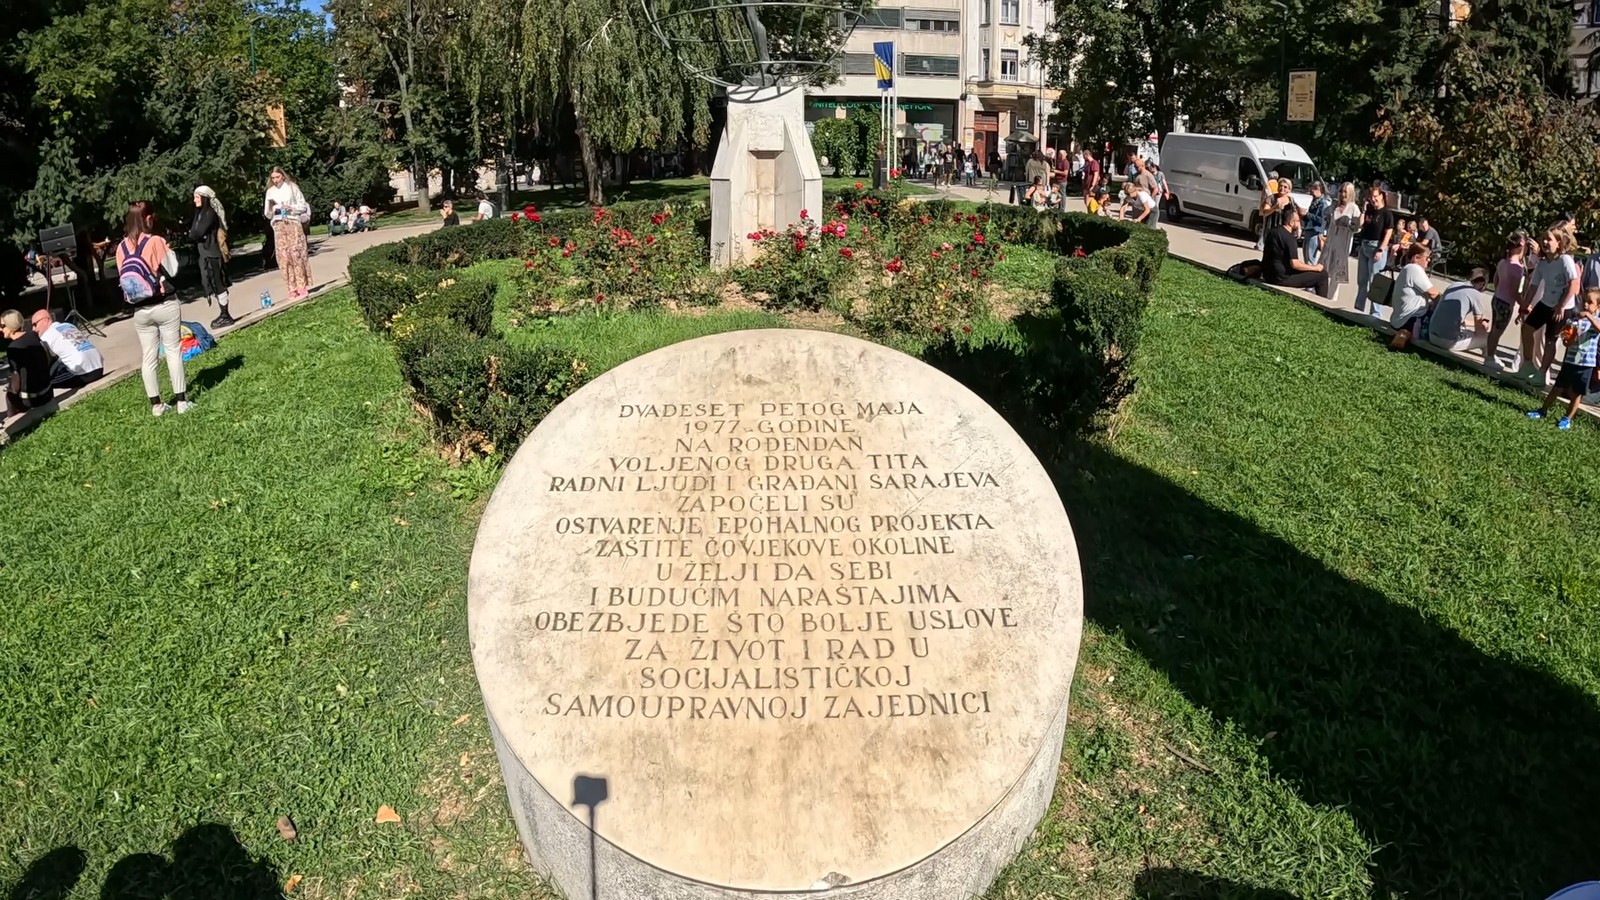 DVADESET PETOG MAJA
1977. GODINE
NA ROĐENDAN
VOLJENOG DRUGA TITA
RADNI LJUDI I GRAĐANI SARAJEVA
ZAPOČELI SU
OSTVARENJE EPOHALNOG PROJEKTA
ZAŠTITE ČOVJEKOVE OKOLINE
U ŽELJI DA SEBI
I BUDUĆIM NARAŠTAJIMA
OBEZBJEDE ŠTO BOLJE USLOVE
ZA ŽIVOT I RAD U
SOCIJALISTIČKOJ
SAMOUPRAVNOJ ZAJEDNICI